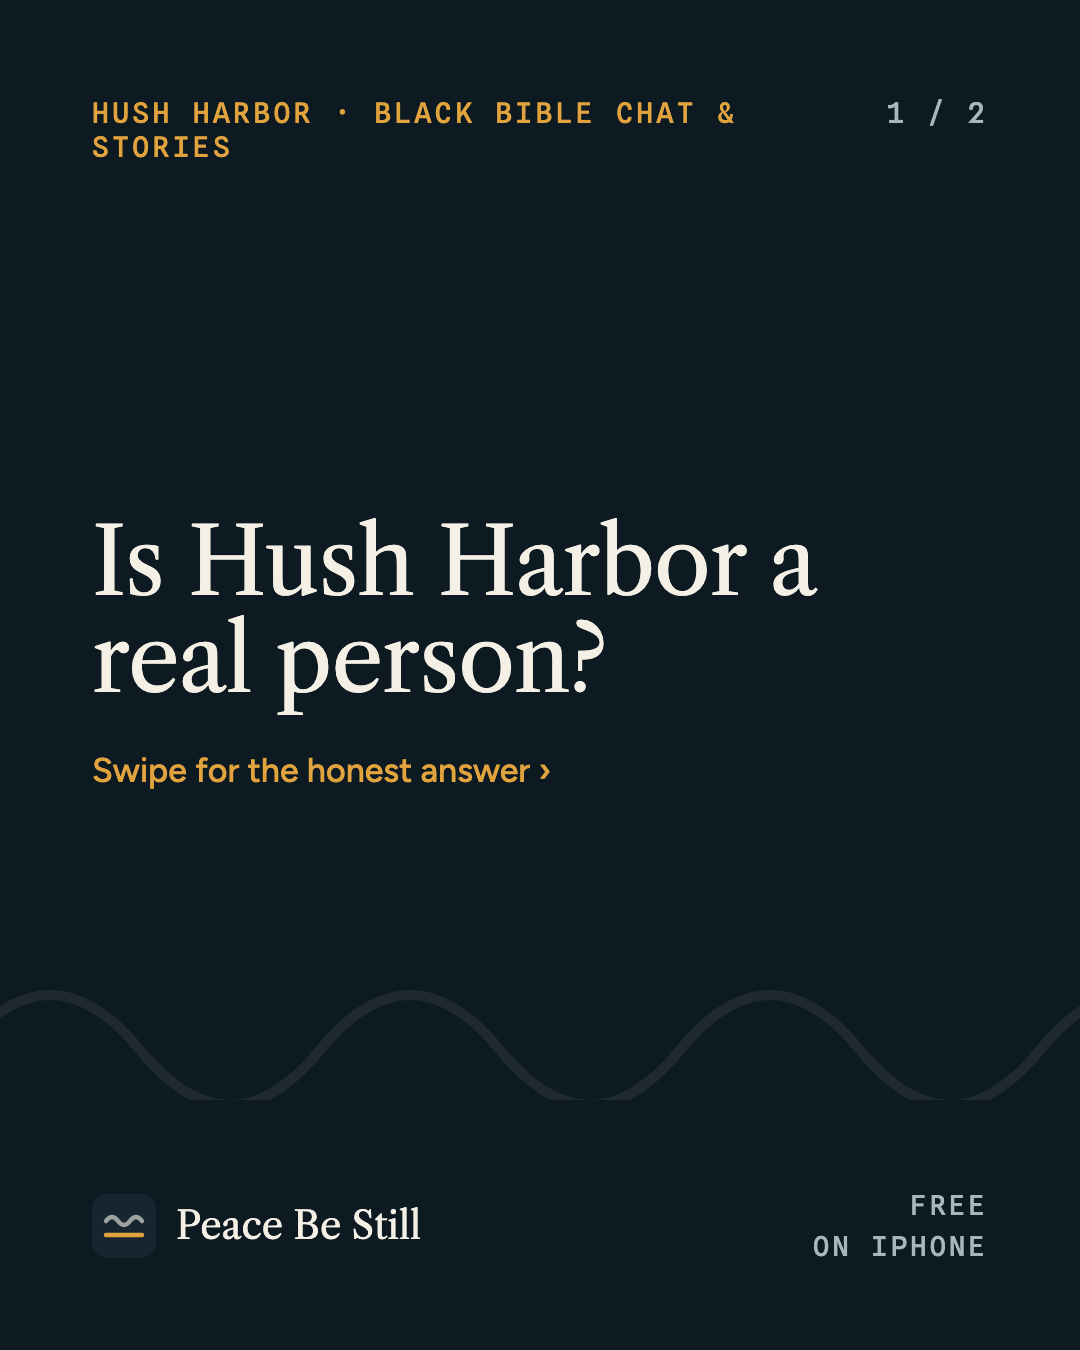 HUSH HARBOR · BLACK BIBLE CHAT &
STORIES
1 / 2
Is Hush Harbor a
real person?
Swipe for the honest answer ›
Peace Be Still
FREE
ON IPHONE